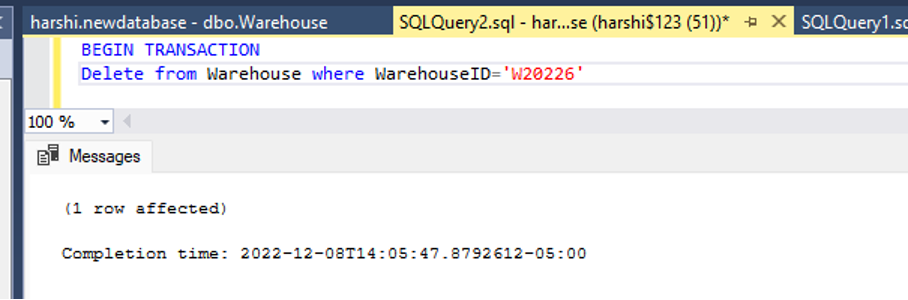 harshi.newdatabase - dbo.Warehouse
SQLQuery2.sql - har...se (harshi$123 (51))*
SQLQuery1.sq
BEGIN TRANSACTION
Delete from Warehouse where WarehouseID='W20226'
100 %
Messages
(1 row affected)
Completion time: 2022-12-08T14:05:47.8792612-05:00